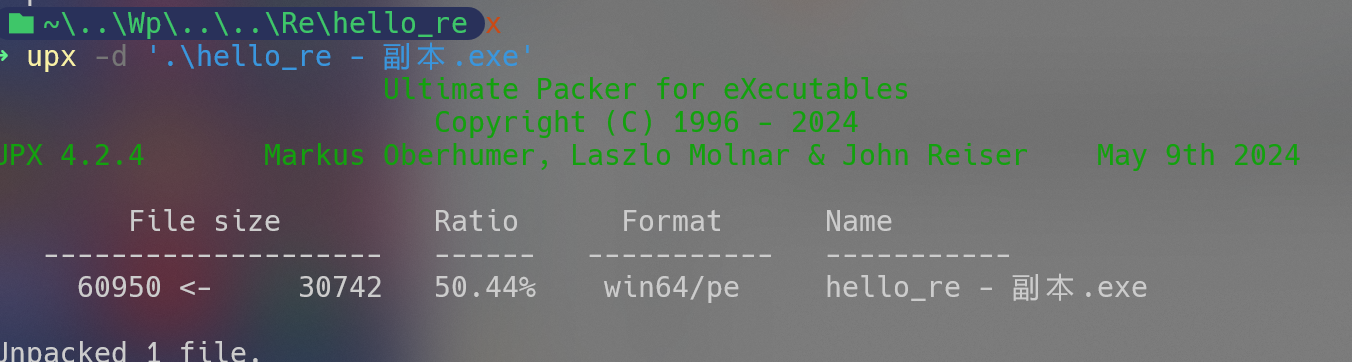 ~\..\Wp\..\..\Re\hello_re x
→ upx -d '.\hello_re - 副本.exe'
Ultimate Packer for eXecutables
Copyright (C) 1996 - 2024
UPX 4.2.4 Markus Oberhumer, Laszlo Molnar & John Reiser May 9th 2024
File size Ratio Format Name
-------------------- ------ ----------- -----------
60950 <- 30742 50.44% win64/pe hello_re - 副本.exe
Unpacked 1 file.